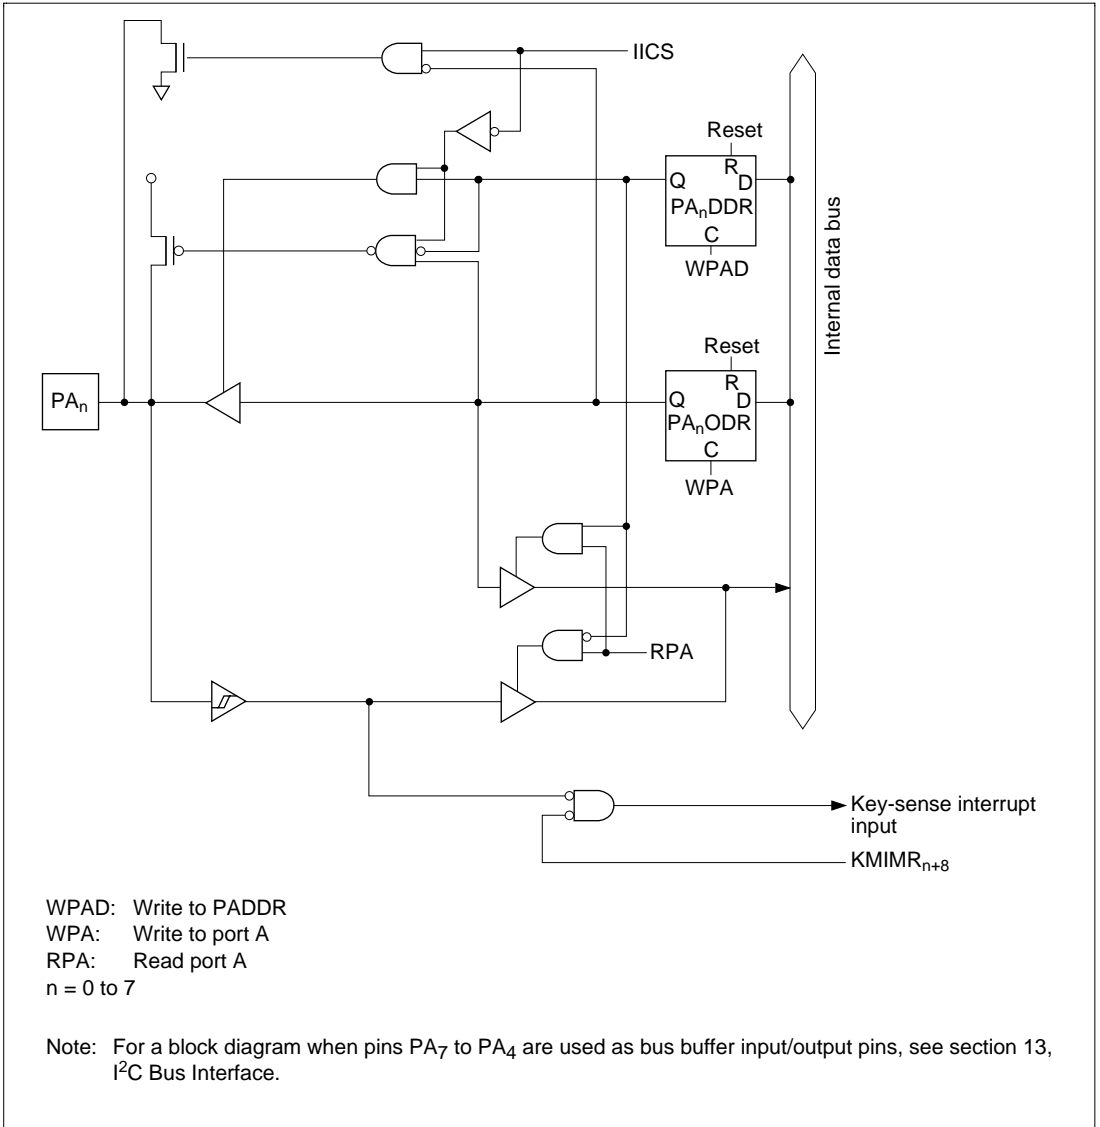 IICS
Reset
R
Q D
PAnDDR
C
WPAD
Internal data bus
Reset
R
PAn
Q D
PAnODR
C
WPA
RPA
Key-sense interrupt
input
KMIMRn+8
WPAD: Write to PADDR
WPA: Write to port A
RPA: Read port A
n = 0 to 7
Note: For a block diagram when pins PA7 to PA4 are used as bus buffer input/output pins, see section 13,
I2C Bus Interface.